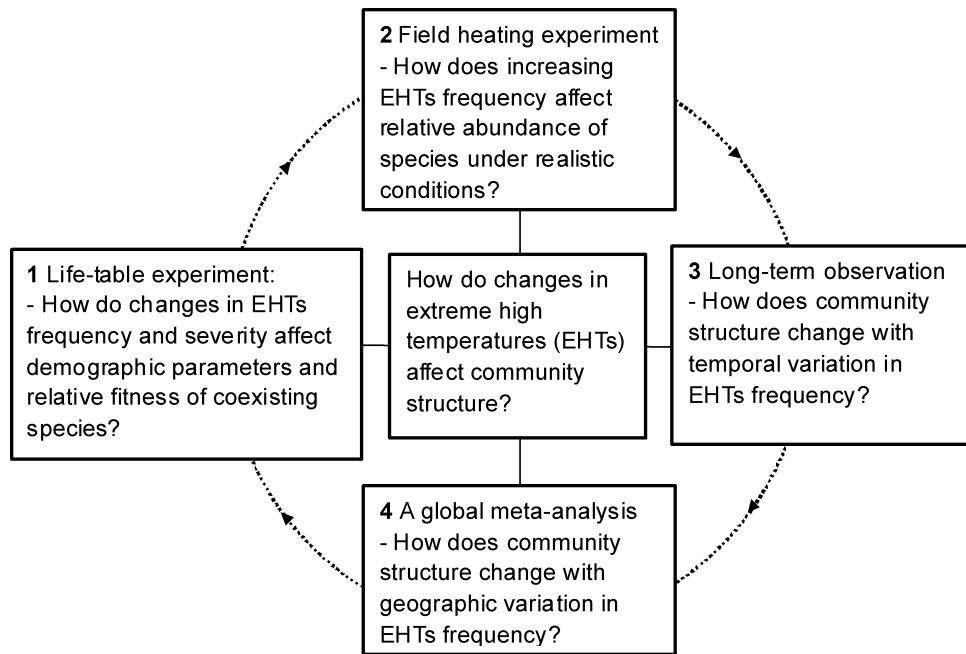 2 Field heating experiment
- How does increasing
EHTs frequency affect
relative abundance of
species under realistic
conditions?
1 Life-table experiment:
- How do changes in EHTs
frequency and severity affect
demographic parameters and
relative fitness of coexisting
species?
How do changes in
extreme high
temperatures (EHTs)
affect community
structure?
3 Long-term observation
- How does community
structure change with
temporal variation in
EHTs frequency?
4 A global meta-analysis
- How does community
structure change with
geographic variation in
EHTs frequency?